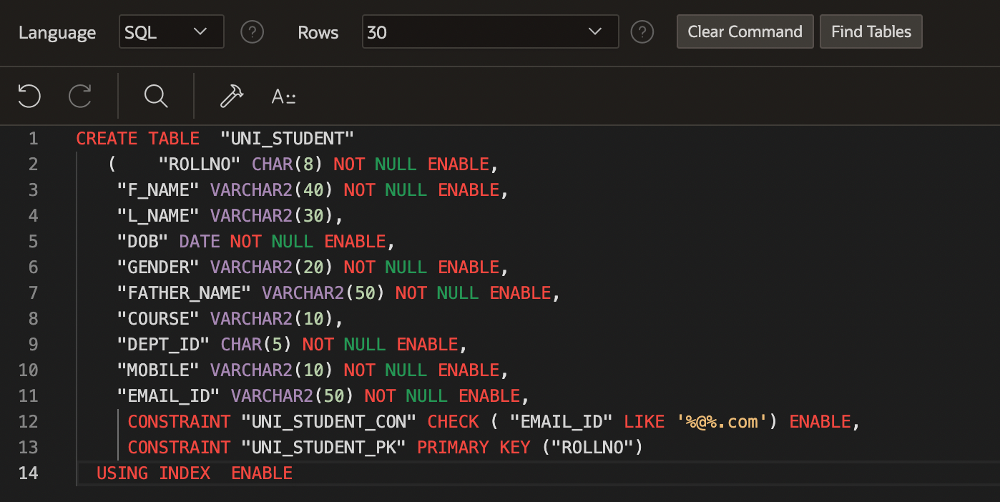 Language SQL ? Rows 30 ? Clear Command Find Tables
A::
1 CREATE TABLE  "UNI_STUDENT"
2 (    "ROLLNO" CHAR(8) NOT NULL ENABLE,
3 "F_NAME" VARCHAR2(40) NOT NULL ENABLE,
4 "L_NAME" VARCHAR2(30),
5 "DOB" DATE NOT NULL ENABLE,
6 "GENDER" VARCHAR2(20) NOT NULL ENABLE,
7 "FATHER_NAME" VARCHAR2(50) NOT NULL ENABLE,
8 "COURSE" VARCHAR2(10),
9 "DEPT_ID" CHAR(5) NOT NULL ENABLE,
10 "MOBILE" VARCHAR2(10) NOT NULL ENABLE,
11 "EMAIL_ID" VARCHAR2(50) NOT NULL ENABLE,
12 CONSTRAINT "UNI_STUDENT_CON" CHECK ( "EMAIL_ID" LIKE '%@%.com') ENABLE,
13 CONSTRAINT "UNI_STUDENT_PK" PRIMARY KEY ("ROLLNO")
14 USING INDEX  ENABLE